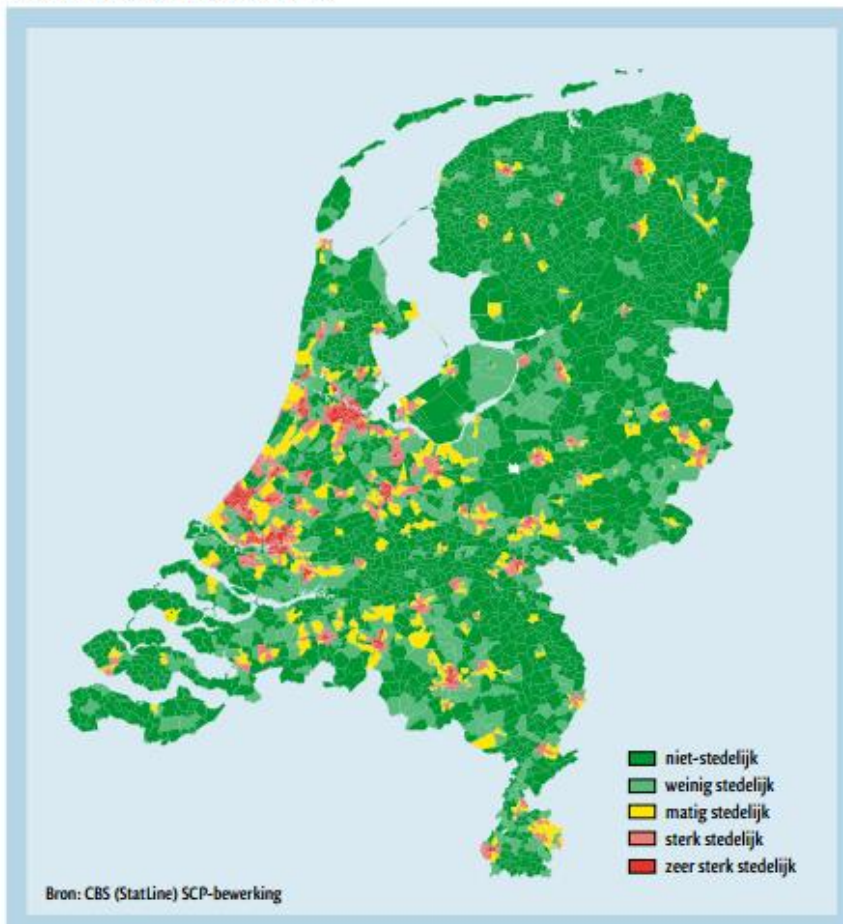 niet-stedelijk
weinig stedelijk
matig stedelijk
sterk stedelijk
zeer sterk stedelijk
Bron: CBS (StatLine) SCP-bewerking